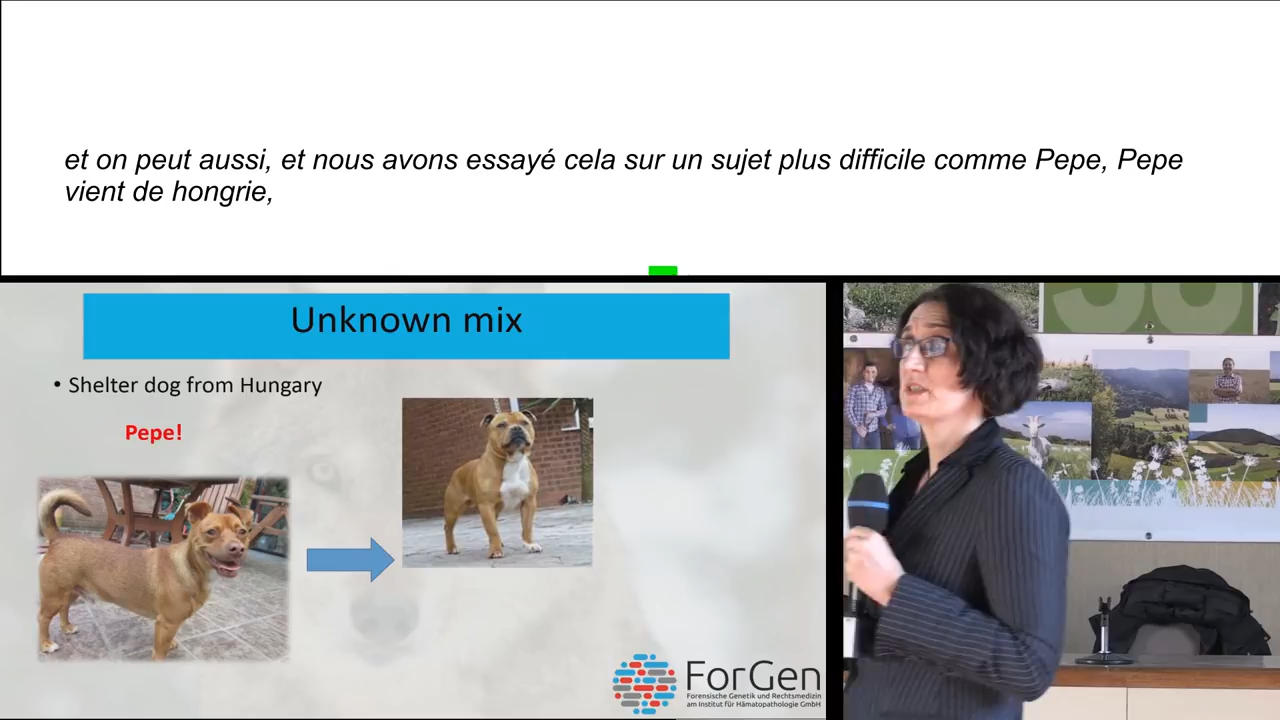 et on peut aussi, et nous avons essayé cela sur un sujet plus difficile comme Pepe, Pepe
vient de hongrie,
Unknown mix
• Shelter dog from Hungary
Pepe!
ForGen
Forensische Genetik und Rechtsmedizin
am Institut für Hämatopathologie GmbH